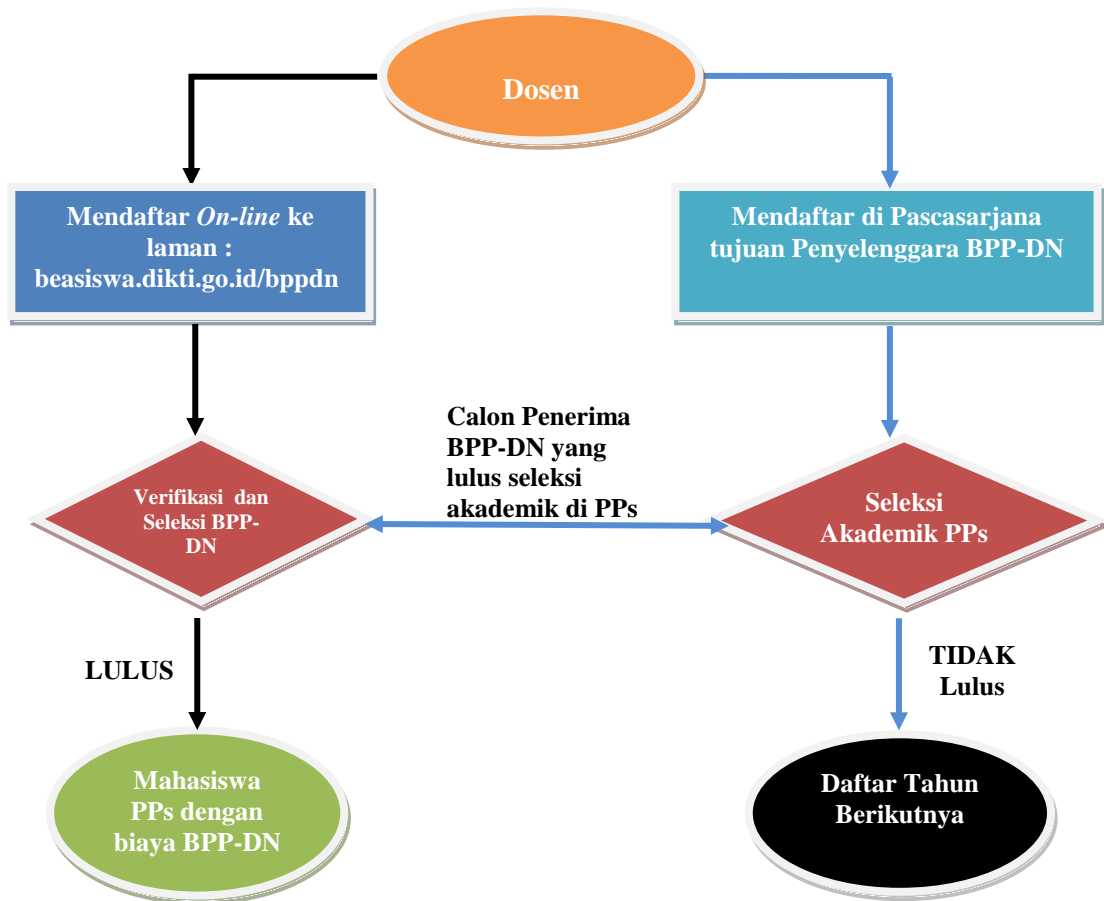 Dosen
Mendaftar On-line ke
laman :
beasiswa.dikti.go.id/bppdn
Mendaftar di Pascasarjana
tujuan Penyelenggara BPP-DN
Calon Penerima
BPP-DN yang
lulus seleksi
akademik di PPs
Verifikasi dan
Seleksi BPP-
DN
Seleksi
Akademik PPs
LULUS
TIDAK
Lulus
Mahasiswa
PPs dengan
biaya BPP-DN
Daftar Tahun
Berikutnya